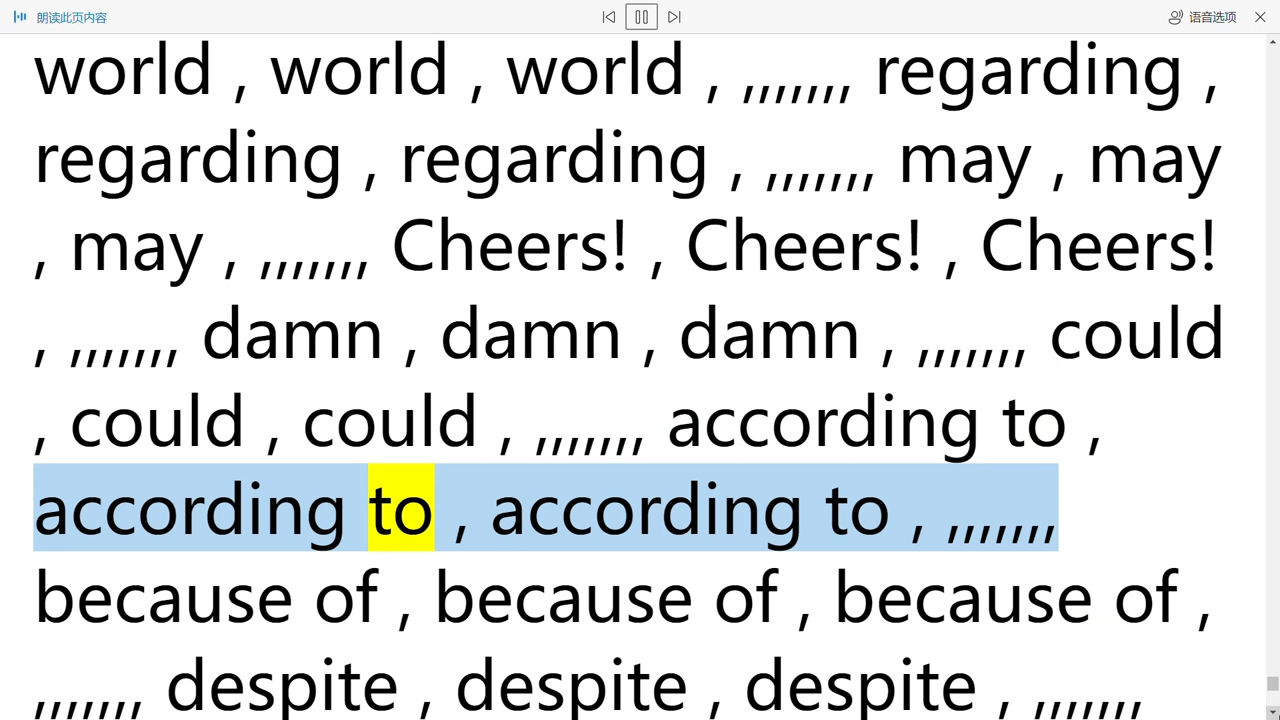 朗读此页内容 语音选项
world , world , world , ,,,,,,, regarding ,
regarding , regarding , ,,,,,,, may , may
, may , ,,,,,,, Cheers! , Cheers! , Cheers!
, ,,,,,,, damn , damn , damn , ,,,,,,, could
, could , could , ,,,,,,, according to ,
according to , according to , ,,,,,,,
because of , because of , because of ,
,,,,,,, despite , despite , despite , ,,,,,,,